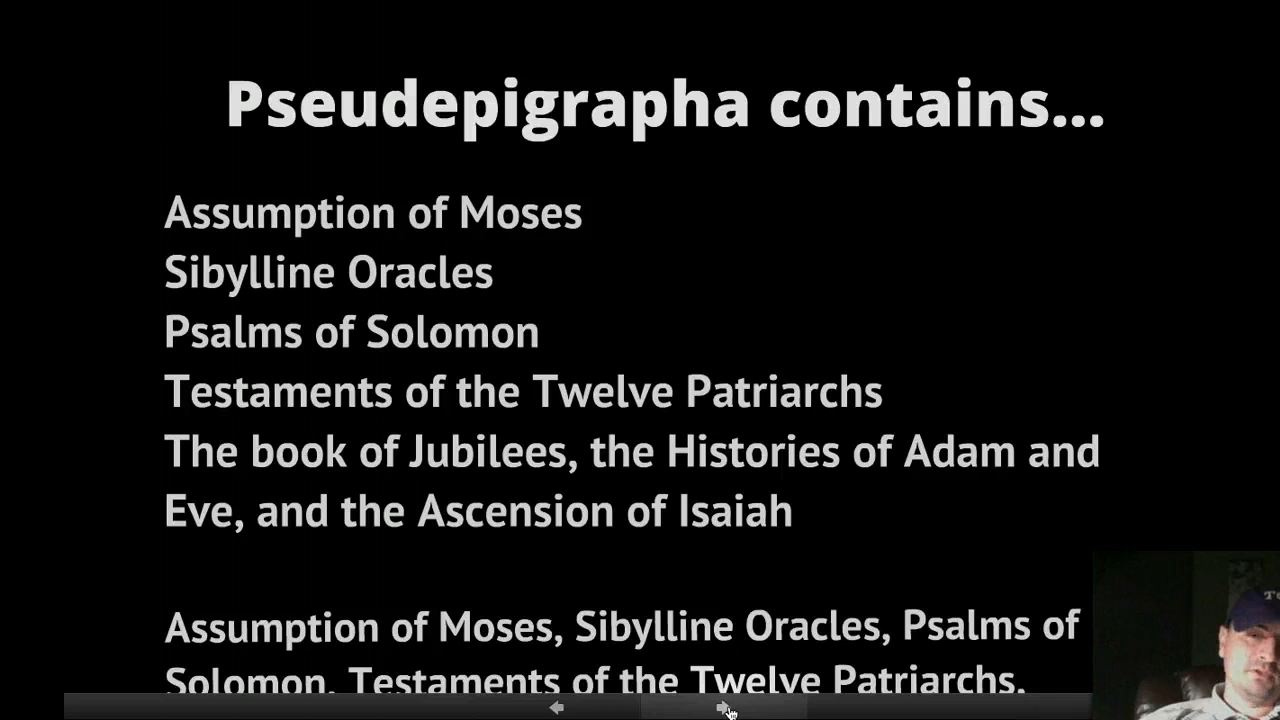 Pseudepigrapha contains...
Assumption of Moses
Sibylline Oracles
Psalms of Solomon
Testaments of the Twelve Patriarchs
The book of Jubilees, the Histories of Adam and
Eve, and the Ascension of Isaiah
Assumption of Moses, Sibylline Oracles, Psalms of
Solomon, Testaments of the Twelve Patriarchs,